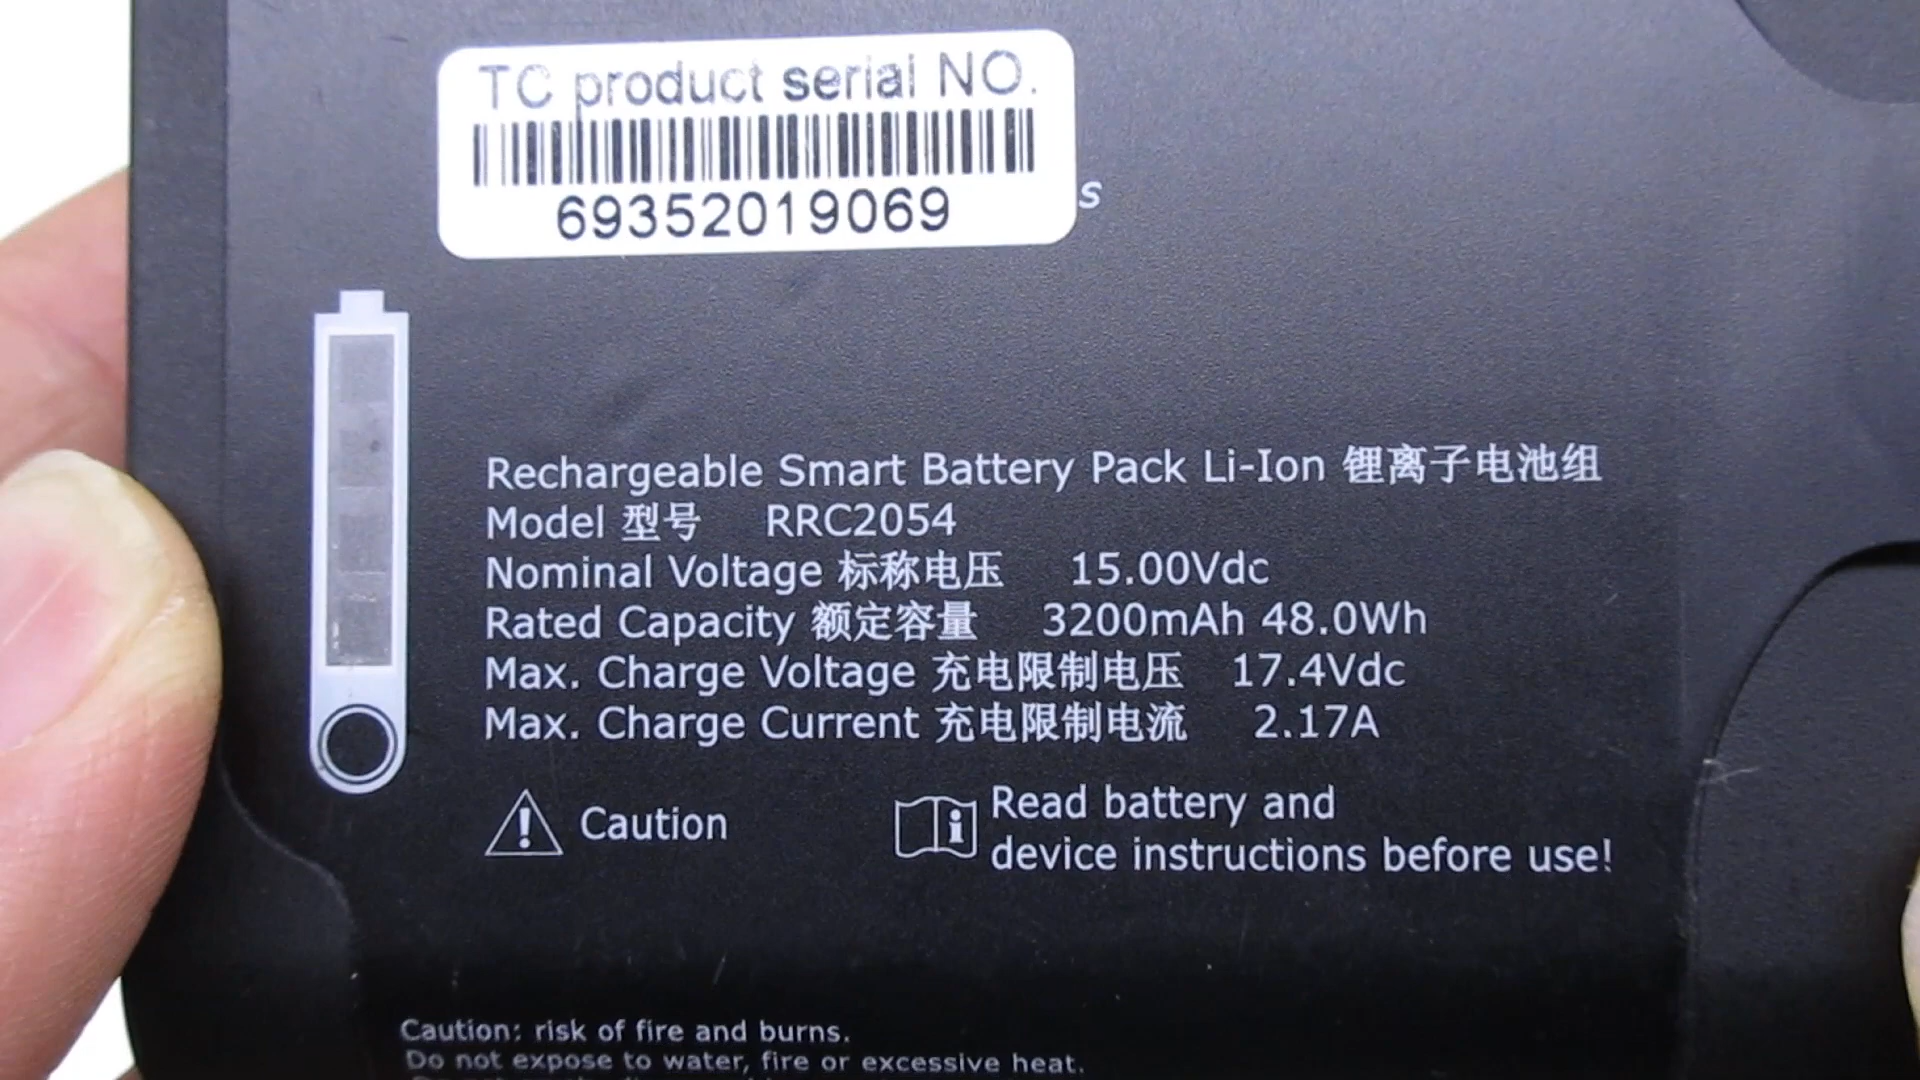 TC product serial NO.
69352019069
s
Rechargeable Smart Battery Pack Li-Ion 锂离子电池组
Model 型号 RRC2054
Nominal Voltage 标称电压 15.00Vdc
Rated Capacity 额定容量 3200mAh 48.0Wh
Max. Charge Voltage 充电限制电压 17.4Vdc
Max. Charge Current 充电限制电流 2.17A
Caution
Read battery and
device instructions before use!
Caution: risk of fire and burns.
Do not expose to water, fire or excessive heat.